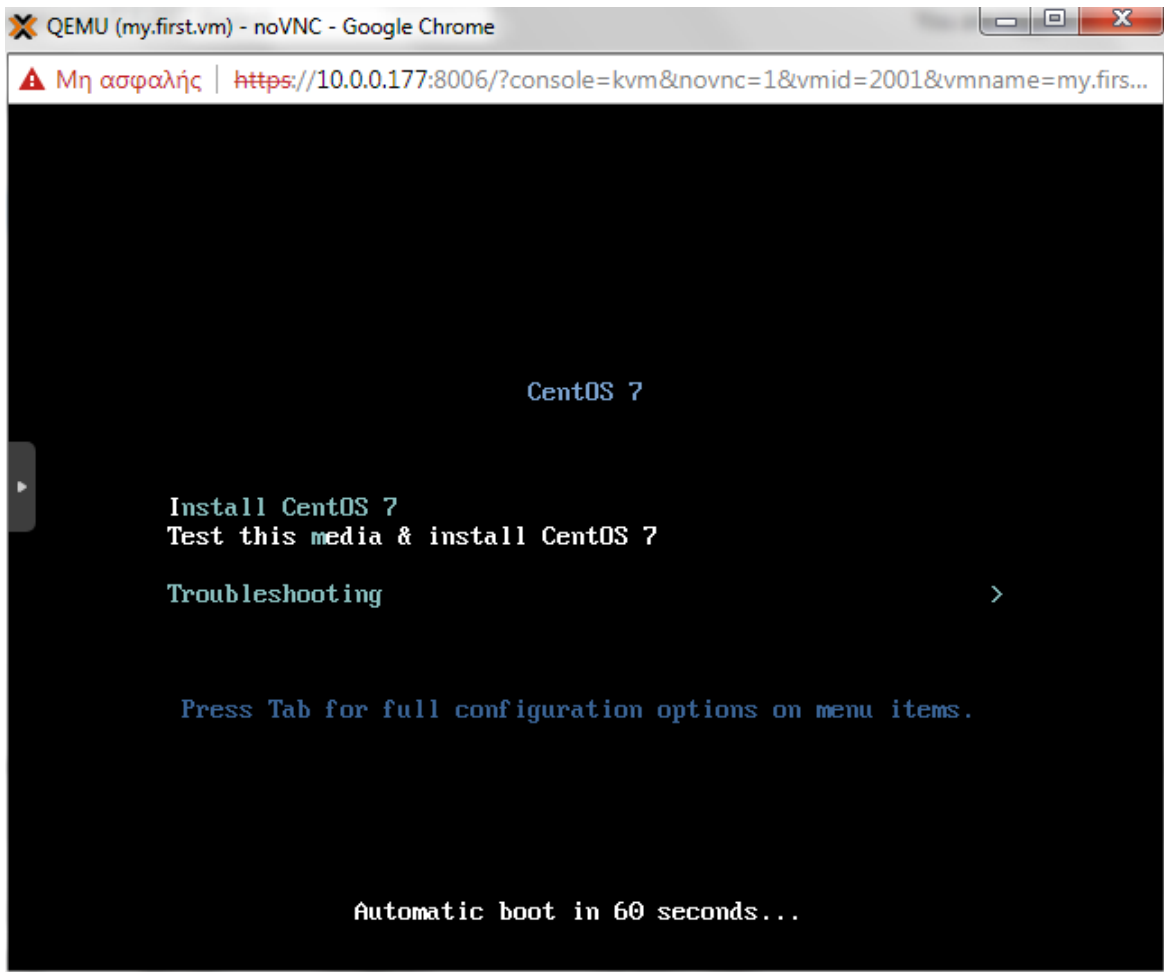 QEMU (my.first.vm) - noVNC - Google Chrome
Μη ασφαλής | https://10.0.0.177:8006/?console=kvm&novnc=1&vmid=2001&vmname=my.firs...
CentOS 7
Install CentOS 7
Test this media & install CentOS 7
Troubleshooting >
Press Tab for full configuration options on menu items.
Automatic boot in 60 seconds...